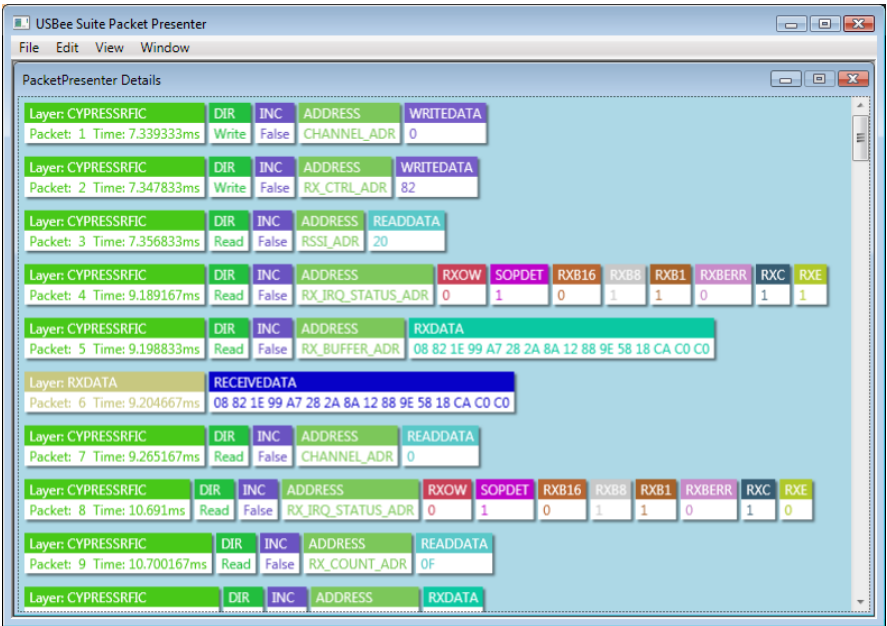 USBee Suite Packet Presenter
File Edit View Window
PacketPresenter Details
Layer: CYPRESSRFIC DIR INC ADDRESS WRITEDATA
Packet: 1 Time: 7.339333ms Write False CHANNEL_ADR 0
Layer: CYPRESSRFIC DIR INC ADDRESS WRITEDATA
Packet: 2 Time: 7.347833ms Write False RX_CTRL_ADR 82
Layer: CYPRESSRFIC DIR INC ADDRESS READDATA
Packet: 3 Time: 7.356833ms Read False RSSI_ADR 20
Layer: CYPRESSRFIC DIR INC ADDRESS RXOW SOPDET RXB16 RXB8 RXB1 RXBERR RXC RXE
Packet: 4 Time: 9.189167ms Read False RX_IRQ_STATUS_ADR 0 1 0 1 1 0 1 1
Layer: CYPRESSRFIC DIR INC ADDRESS RXDATA
Packet: 5 Time: 9.198833ms Read False RX_BUFFER_ADR 08 82 1E 99 A7 28 2A 8A 12 88 9E 58 18 CA C0 C0
Layer: RXDATA RECEIVEDATA
Packet: 6 Time: 9.204667ms 08 82 1E 99 A7 28 2A 8A 12 88 9E 58 18 CA C0 C0
Layer: CYPRESSRFIC DIR INC ADDRESS READDATA
Packet: 7 Time: 9.265167ms Read False CHANNEL_ADR 0
Layer: CYPRESSRFIC DIR INC ADDRESS RXOW SOPDET RXB16 RXB8 RXB1 RXBERR RXC RXE
Packet: 8 Time: 10.691ms Read False RX_IRQ_STATUS_ADR 0 1 0 1 1 0 1 0
Layer: CYPRESSRFIC DIR INC ADDRESS READDATA
Packet: 9 Time: 10.700167ms Read False RX_COUNT_ADR 0F
Layer: CYPRESSRFIC DIR INC ADDRESS RXDATA